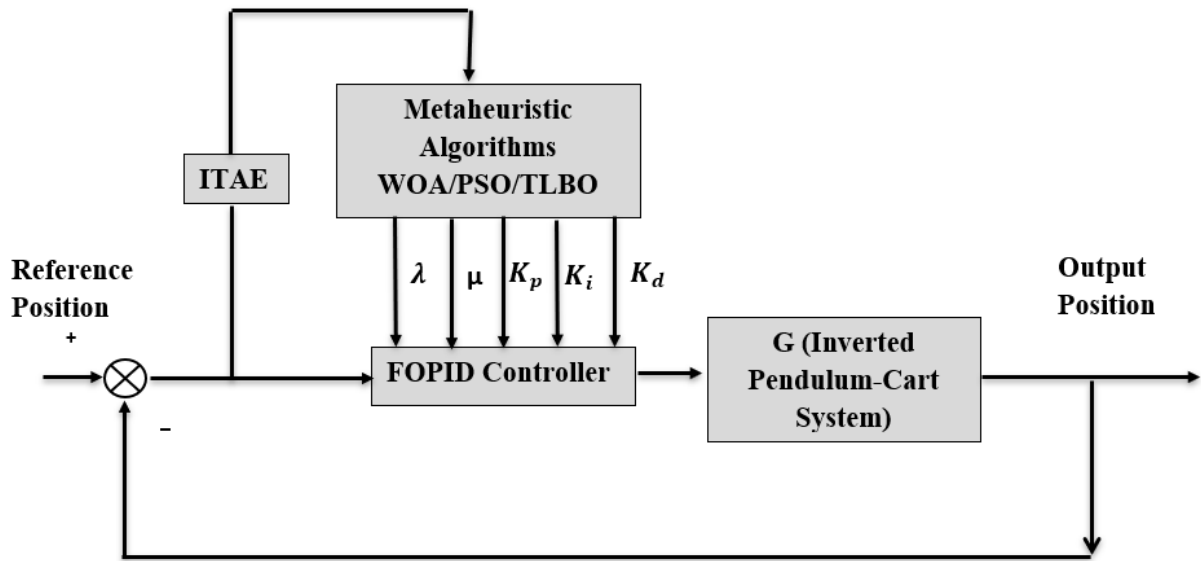 Metaheuristic
Algorithms
WOA/PSO/TLBO
ITAE
λ μ K_p K_i K_d
Reference
Position
+
−
FOPID Controller
G (Inverted
Pendulum-Cart
System)
Output
Position